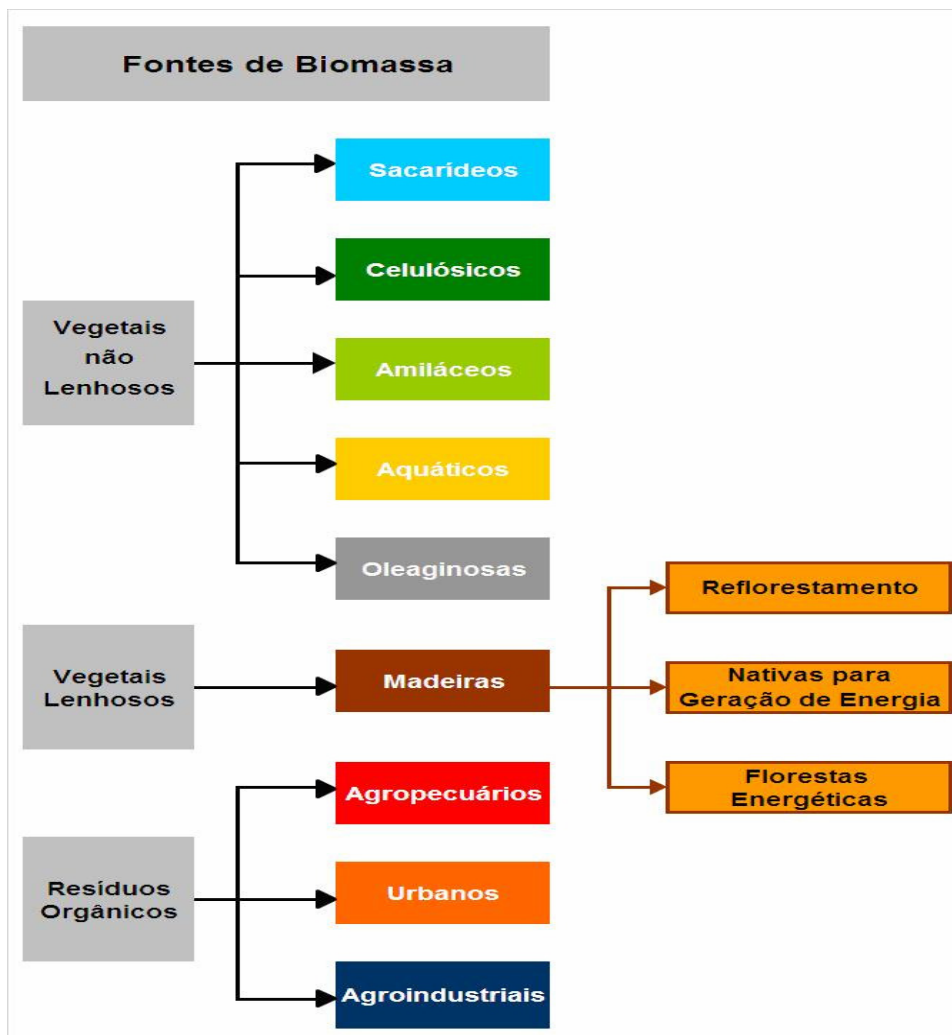 Fontes de Biomassa
Sacarídeos
Celulósicos
Vegetais
não
Lenhosos
Amiláceos
Aquáticos
Oleaginosas
Reflorestamento
Vegetais
Lenhosos
Madeiras
Nativas para
Geração de Energia
Florestas
Energéticas
Agropecuários
Resíduos
Orgânicos
Urbanos
Agroindustriais